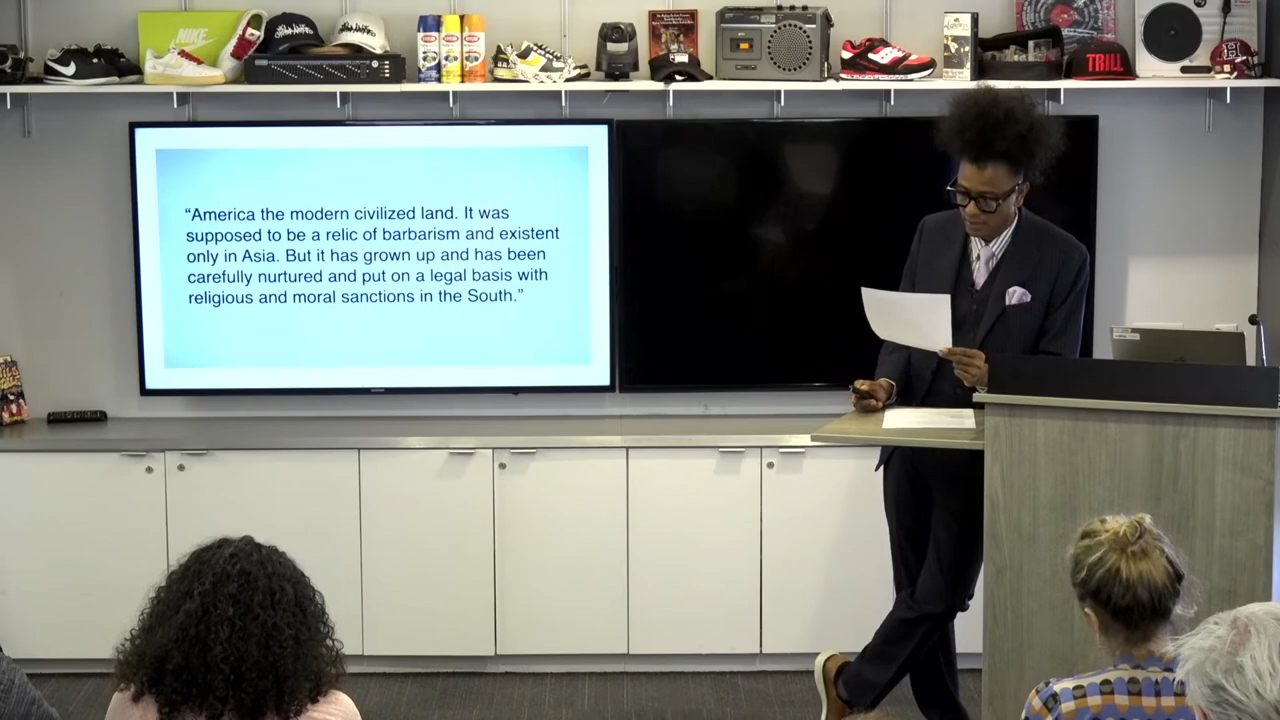 NIKE
TRILL
“America the modern civilized land. It was
supposed to be a relic of barbarism and existent
only in Asia. But it has grown up and has been
carefully nurtured and put on a legal basis with
religious and moral sanctions in the South.”